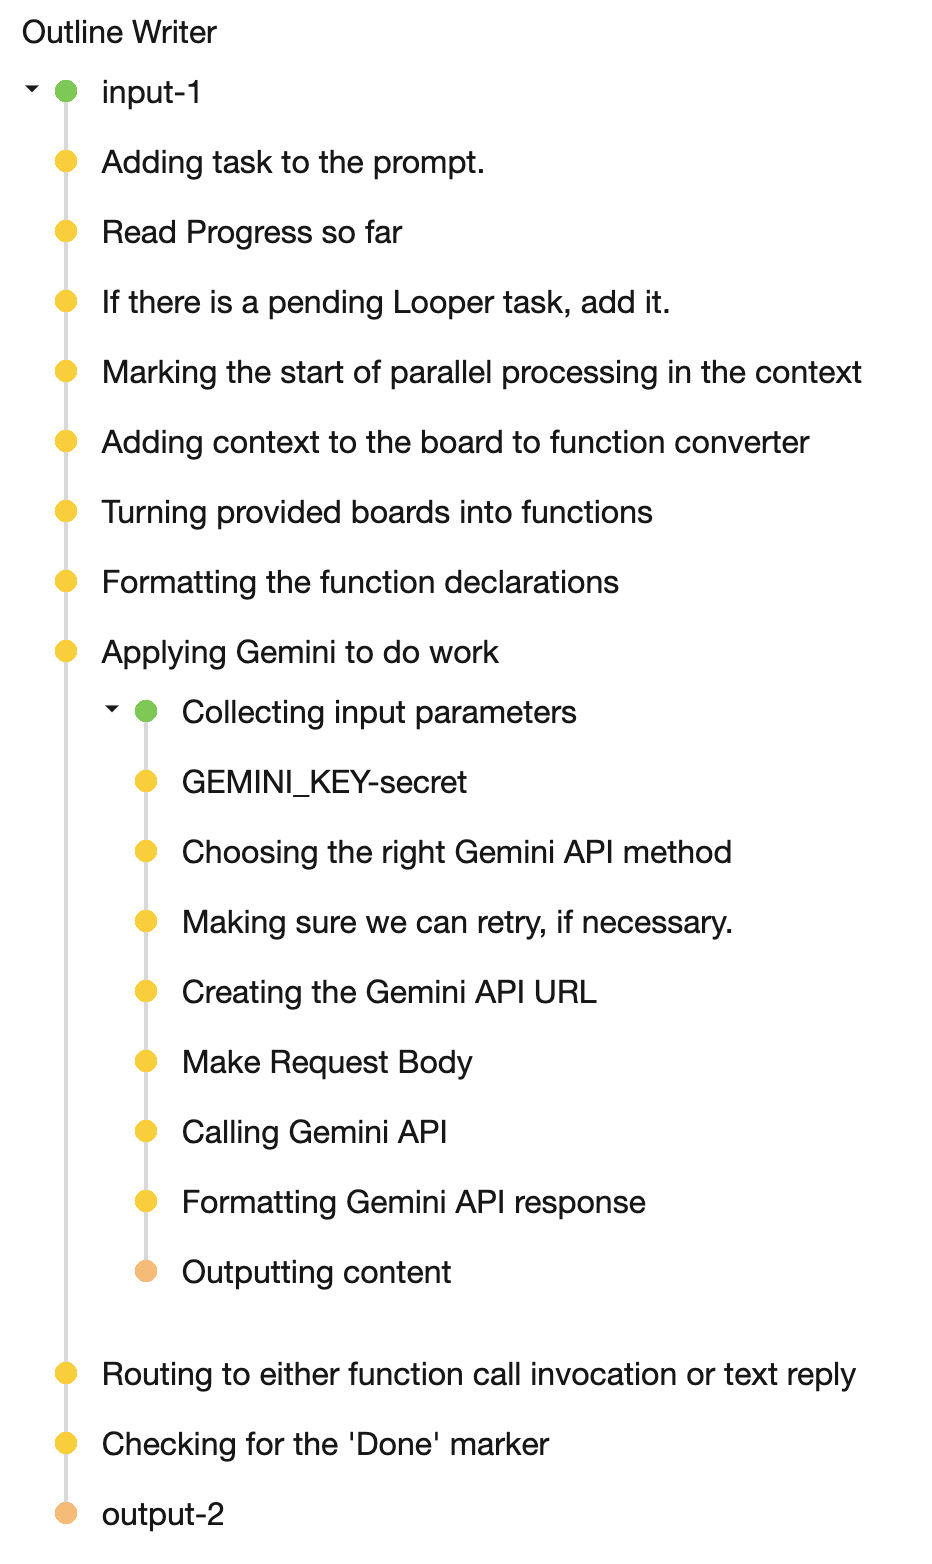 Outline Writer
input-1
Adding task to the prompt.
Read Progress so far
If there is a pending Looper task, add it.
Marking the start of parallel processing in the context
Adding context to the board to function converter
Turning provided boards into functions
Formatting the function declarations
Applying Gemini to do work
Collecting input parameters
GEMINI_KEY-secret
Choosing the right Gemini API method
Making sure we can retry, if necessary.
Creating the Gemini API URL
Make Request Body
Calling Gemini API
Formatting Gemini API response
Outputting content
Routing to either function call invocation or text reply
Checking for the 'Done' marker
output-2